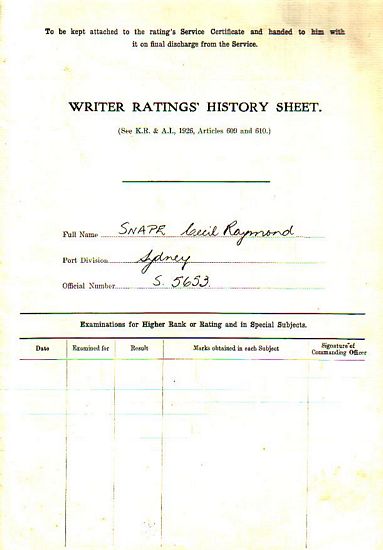 To be kept attached to the rating's Service Certificate and handed to him with
it on final discharge from the Service.
WRITER RATINGS' HISTORY SHEET.
(See K.R. & A.I., 1926, Articles 609 and 610.)
Full Name SNAPE Cecil Raymond
Port Division Sydney
Official Number S. 5653.
Examinations for Higher Rank or Rating and in Special Subjects.
Date Examined for Result Marks obtained in each Subject Signature of Commanding Officer